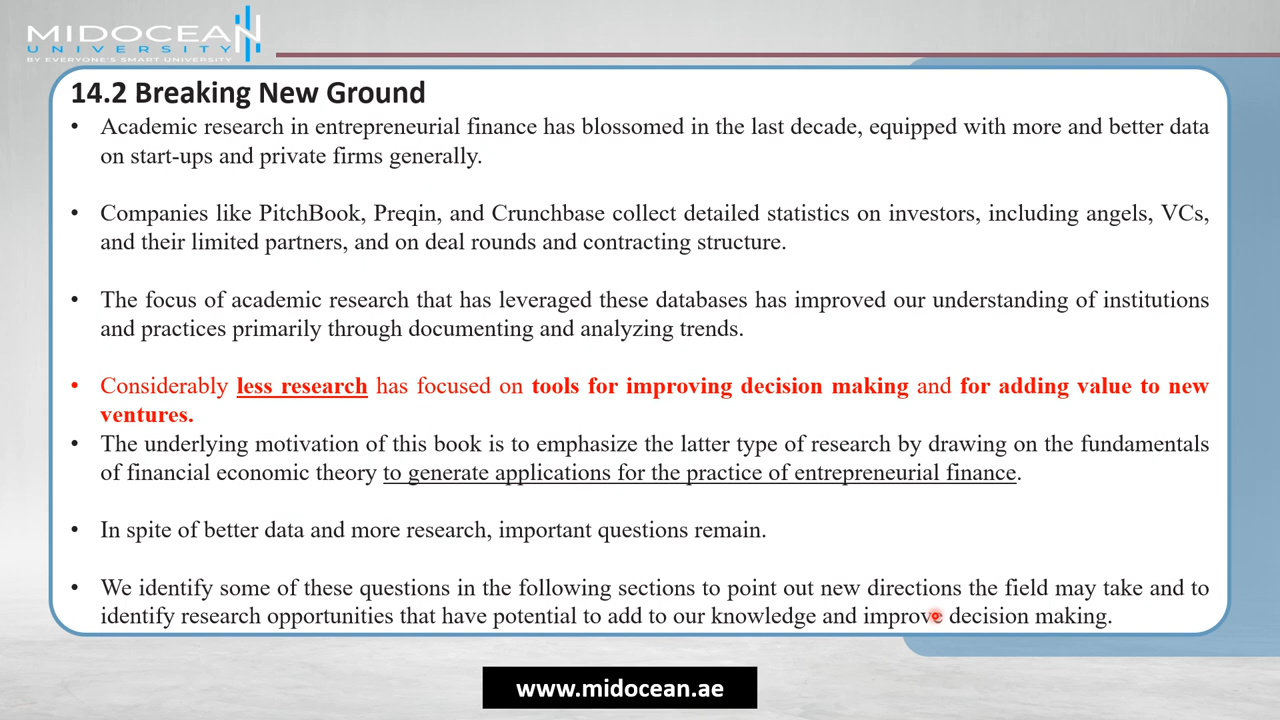 MIDOCEAN
UNIVERSITY
BY EVERYONE'S SMART UNIVERSITY
14.2 Breaking New Ground
• Academic research in entrepreneurial finance has blossomed in the last decade, equipped with more and better data
on start-ups and private firms generally.
• Companies like PitchBook, Preqin, and Crunchbase collect detailed statistics on investors, including angels, VCs,
and their limited partners, and on deal rounds and contracting structure.
• The focus of academic research that has leveraged these databases has improved our understanding of institutions
and practices primarily through documenting and analyzing trends.
• Considerably less research has focused on tools for improving decision making and for adding value to new
ventures.
• The underlying motivation of this book is to emphasize the latter type of research by drawing on the fundamentals
of financial economic theory to generate applications for the practice of entrepreneurial finance.
• In spite of better data and more research, important questions remain.
• We identify some of these questions in the following sections to point out new directions the field may take and to
identify research opportunities that have potential to add to our knowledge and improve decision making.
www.midocean.ae